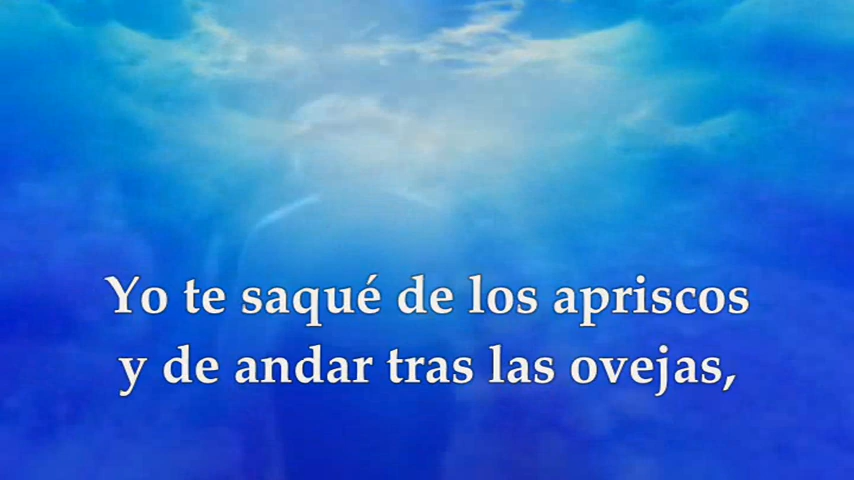 Yo te saqué de los apriscos
y de andar tras las ovejas,